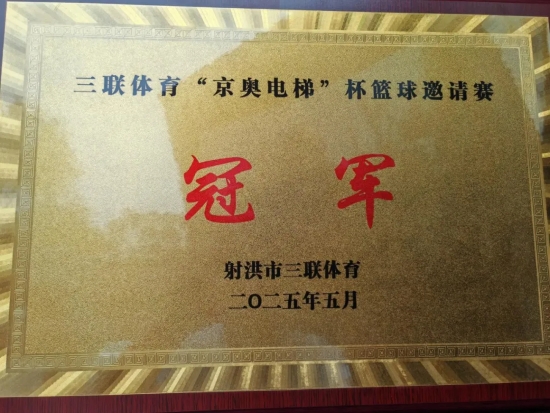 三联体育“京奥电梯”杯篮球邀请赛
冠军
射洪市三联体育
二〇二五年五月